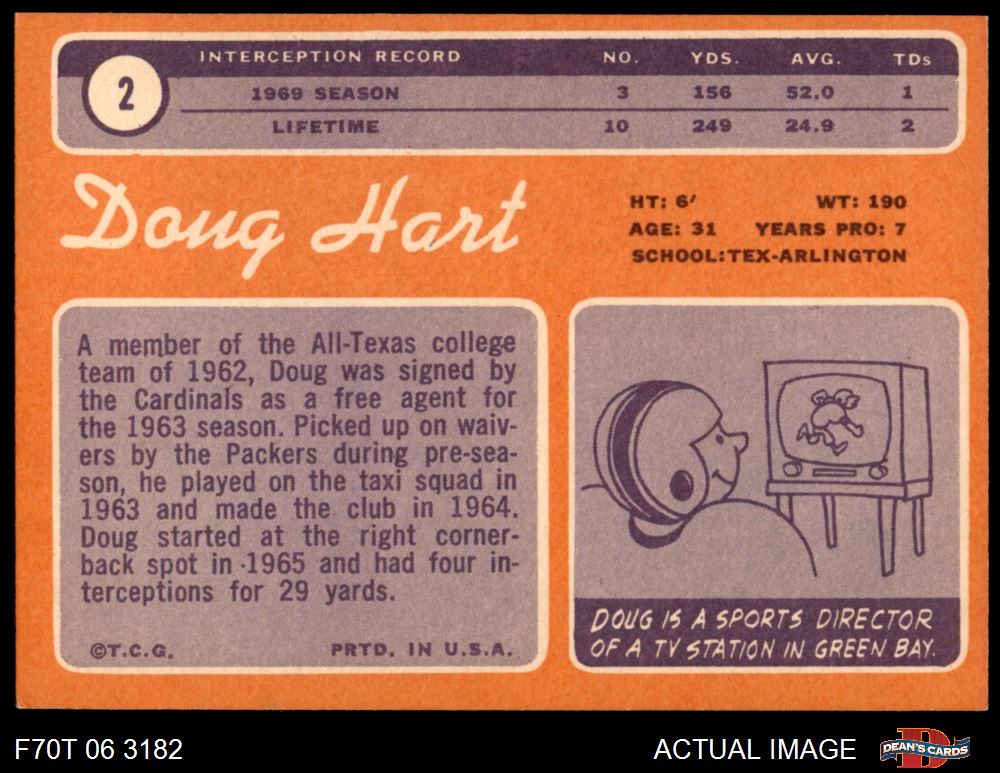 2
INTERCEPTION RECORD NO. YDS. AVG. TDs
1969 SEASON 3 156 52.0 1
LIFETIME 10 249 24.9 2
Doug Hart
HT: 6' WT: 190
AGE: 31 YEARS PRO: 7
SCHOOL: TEX-ARLINGTON
A member of the All-Texas college
team of 1962, Doug was signed by
the Cardinals as a free agent for
the 1963 season. Picked up on waiv-
ers by the Packers during pre-sea-
son, he played on the taxi squad in
1963 and made the club in 1964.
Doug started at the right corner-
back spot in 1965 and had four in-
terceptions for 29 yards.
©T.C.G. PRTD. IN U.S.A.
DOUG IS A SPORTS DIRECTOR
OF A TV STATION IN GREEN BAY.
F70T 06 3182 ACTUAL IMAGE DEAN'S CARDS